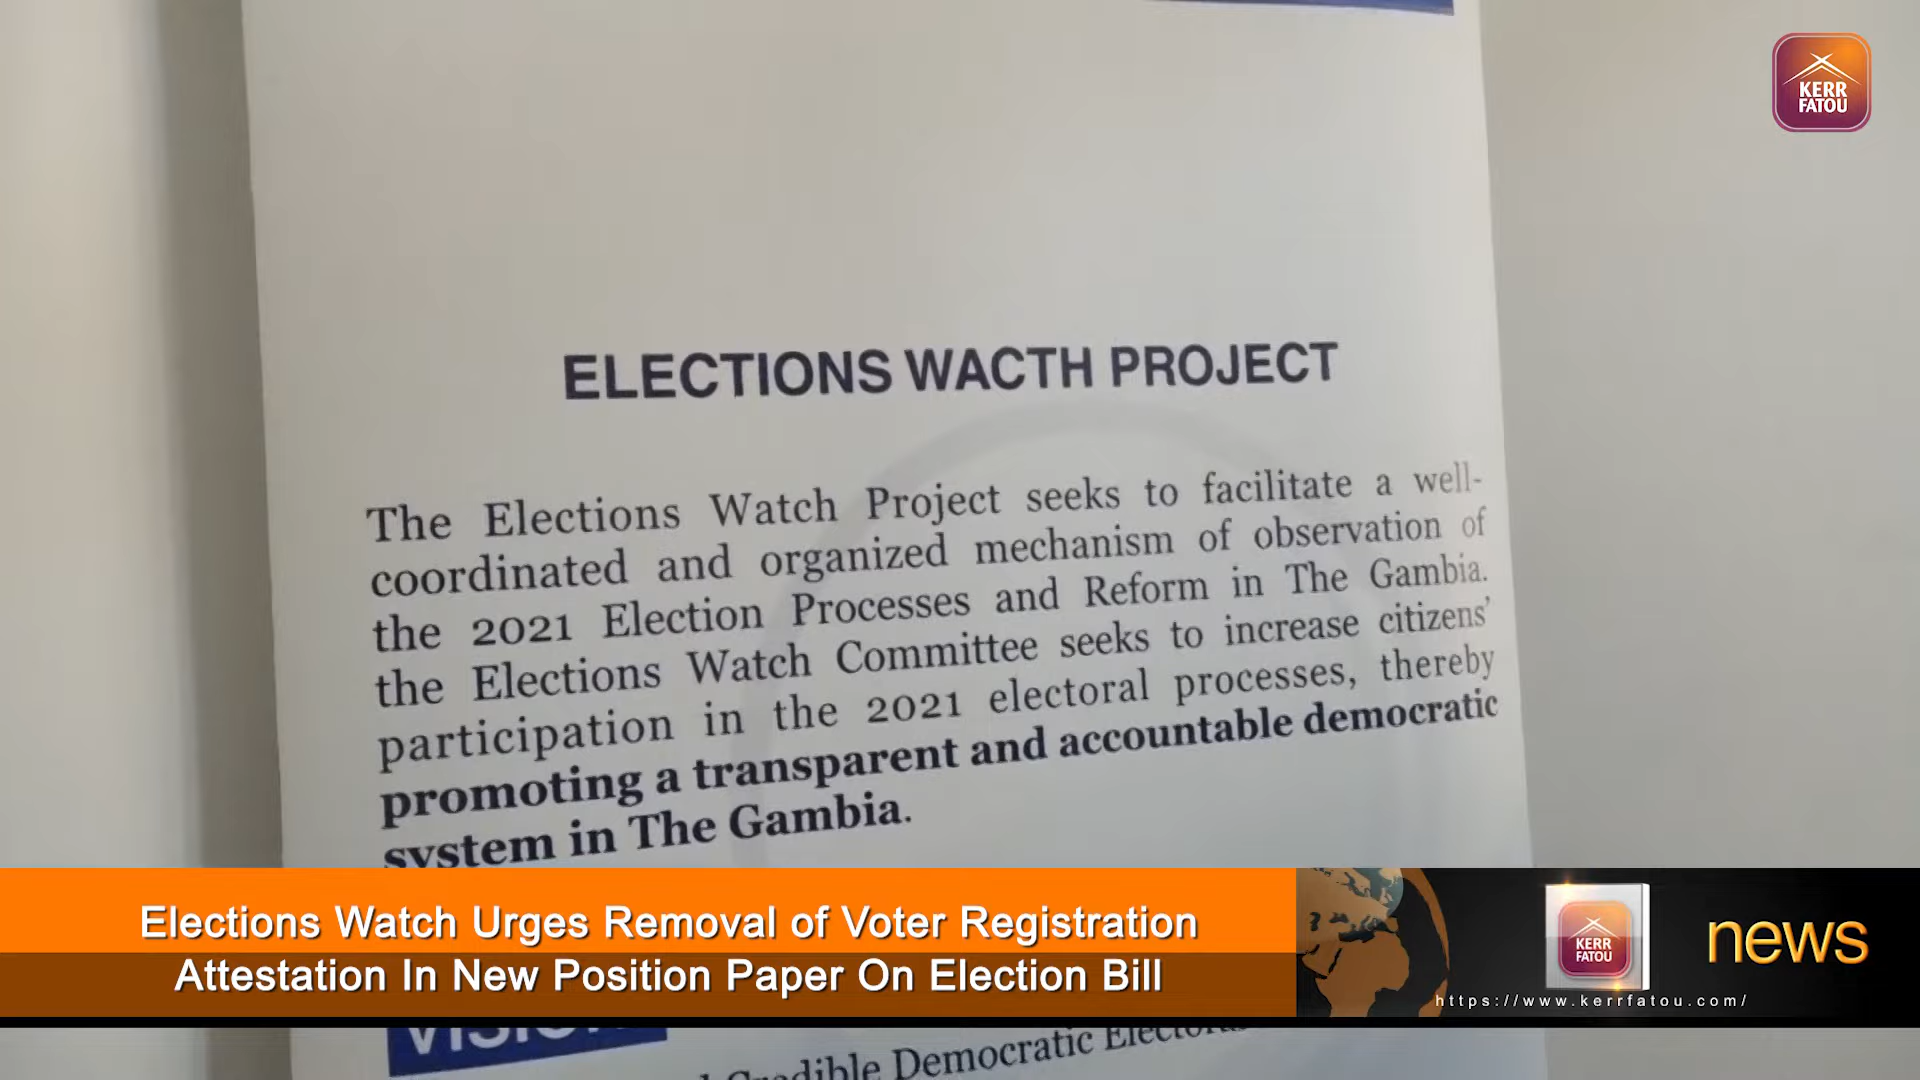 KERR
FATOU
ELECTIONS WACTH PROJECT
The Elections Watch Project seeks to facilitate a well-
coordinated and organized mechanism of observation of
the 2021 Election Processes and Reform in The Gambia.
the Elections Watch Committee seeks to increase citizens’
participation in the 2021 electoral processes, thereby
promoting a transparent and accountable democratic
system in The Gambia.
Elections Watch Urges Removal of Voter Registration
Attestation In New Position Paper On Election Bill
KERR
FATOU
news
https://www.kerrfatou.com/
Democratic